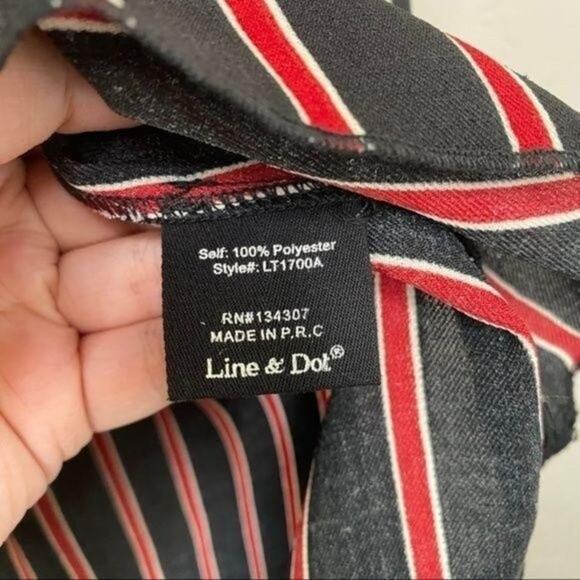 Self: 100% Polyester
Style#: LT1700A
RN#134307
MADE IN P.R.C
Line & Dot®